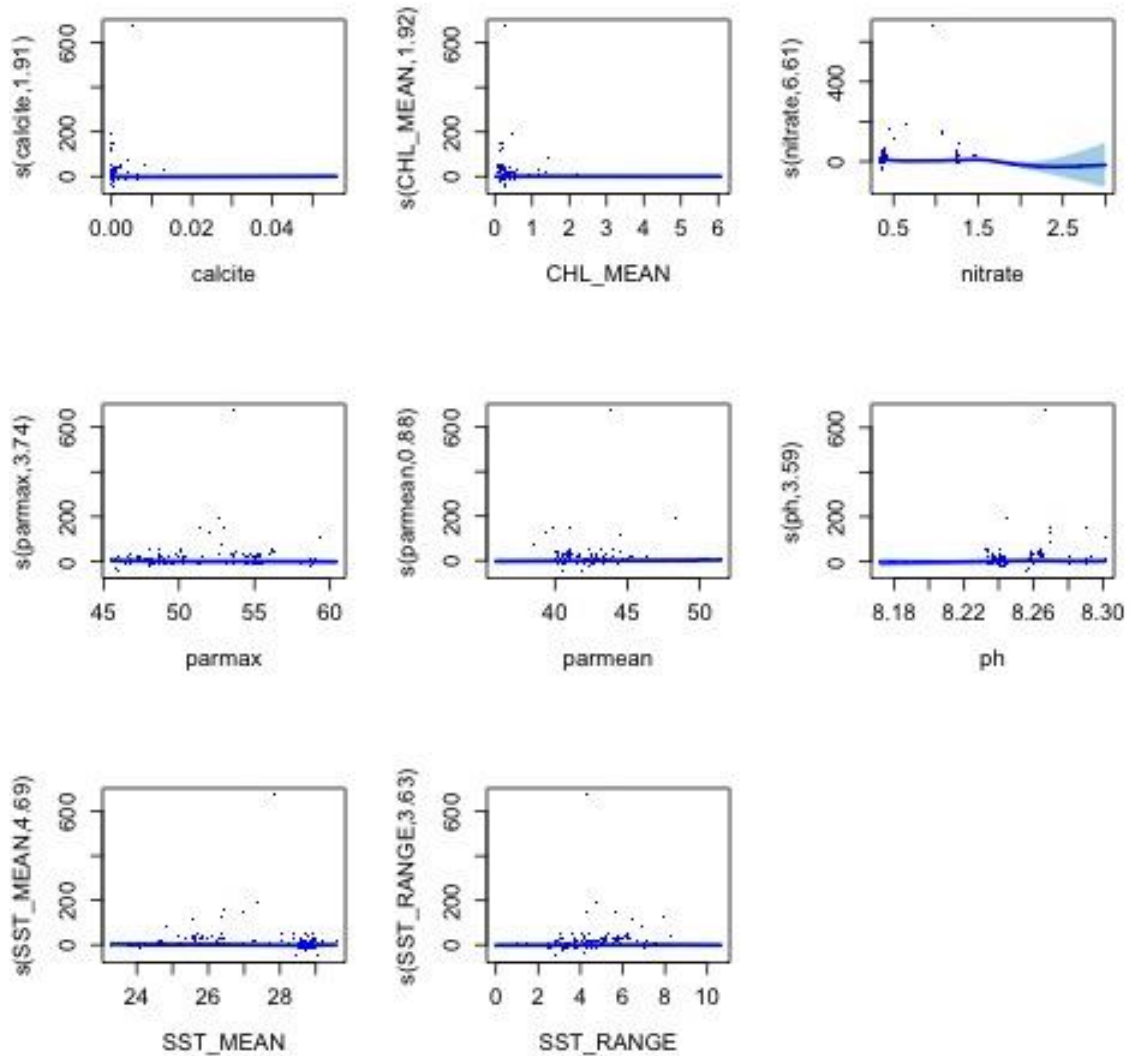 s(calcite,1.91)
600
200
0
0.00 0.02 0.04
calcite
s(CHL_MEAN,1.92)
600
200
0
0 1 2 3 4 5 6
CHL_MEAN
s(nitrate,6.61)
400
0
0.5 1.5 2.5
nitrate
s(parmax,3.74)
600
200
0
45 50 55 60
parmax
s(parmean,0.88)
600
200
0
40 45 50
parmean
s(ph,3.59)
600
200
0
8.18 8.22 8.26 8.30
ph
s(SST_MEAN,4.69)
600
200
0
24 26 28
SST_MEAN
s(SST_RANGE,3.63)
600
200
0
0 2 4 6 8 10
SST_RANGE